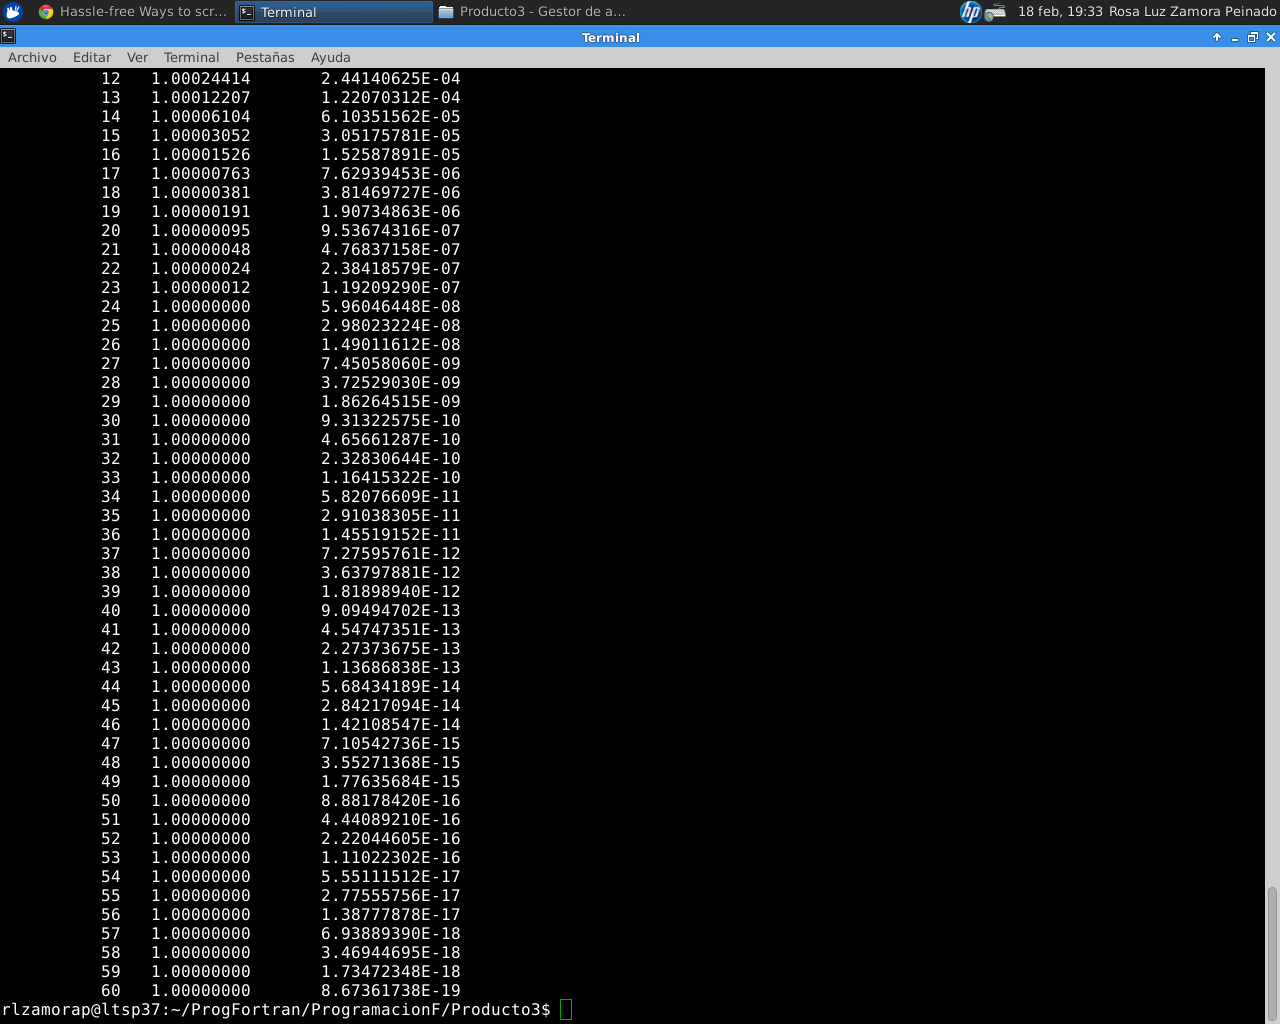 Hassle-free Ways to scr... Terminal Producto3 - Gestor de a... hp 18 feb, 19:33 Rosa Luz Zamora Peinado
Terminal
Archivo Editar Ver Terminal Pestañas Ayuda
12 1.00024414 2.44140625E-04
13 1.00012207 1.22070312E-04
14 1.00006104 6.10351562E-05
15 1.00003052 3.05175781E-05
16 1.00001526 1.52587891E-05
17 1.00000763 7.62939453E-06
18 1.00000381 3.81469727E-06
19 1.00000191 1.90734863E-06
20 1.00000095 9.53674316E-07
21 1.00000048 4.76837158E-07
22 1.00000024 2.38418579E-07
23 1.00000012 1.19209290E-07
24 1.00000000 5.96046448E-08
25 1.00000000 2.98023224E-08
26 1.00000000 1.49011612E-08
27 1.00000000 7.45058060E-09
28 1.00000000 3.72529030E-09
29 1.00000000 1.86264515E-09
30 1.00000000 9.31322575E-10
31 1.00000000 4.65661287E-10
32 1.00000000 2.32830644E-10
33 1.00000000 1.16415322E-10
34 1.00000000 5.82076609E-11
35 1.00000000 2.91038305E-11
36 1.00000000 1.45519152E-11
37 1.00000000 7.27595761E-12
38 1.00000000 3.63797881E-12
39 1.00000000 1.81898940E-12
40 1.00000000 9.09494702E-13
41 1.00000000 4.54747351E-13
42 1.00000000 2.27373675E-13
43 1.00000000 1.13686838E-13
44 1.00000000 5.68434189E-14
45 1.00000000 2.84217094E-14
46 1.00000000 1.42108547E-14
47 1.00000000 7.10542736E-15
48 1.00000000 3.55271368E-15
49 1.00000000 1.77635684E-15
50 1.00000000 8.88178420E-16
51 1.00000000 4.44089210E-16
52 1.00000000 2.22044605E-16
53 1.00000000 1.11022302E-16
54 1.00000000 5.55111512E-17
55 1.00000000 2.77555756E-17
56 1.00000000 1.38777878E-17
57 1.00000000 6.93889390E-18
58 1.00000000 3.46944695E-18
59 1.00000000 1.73472348E-18
60 1.00000000 8.67361738E-19
rlzamorap@ltsp37:~/ProgFortran/ProgramacionF/Producto3$